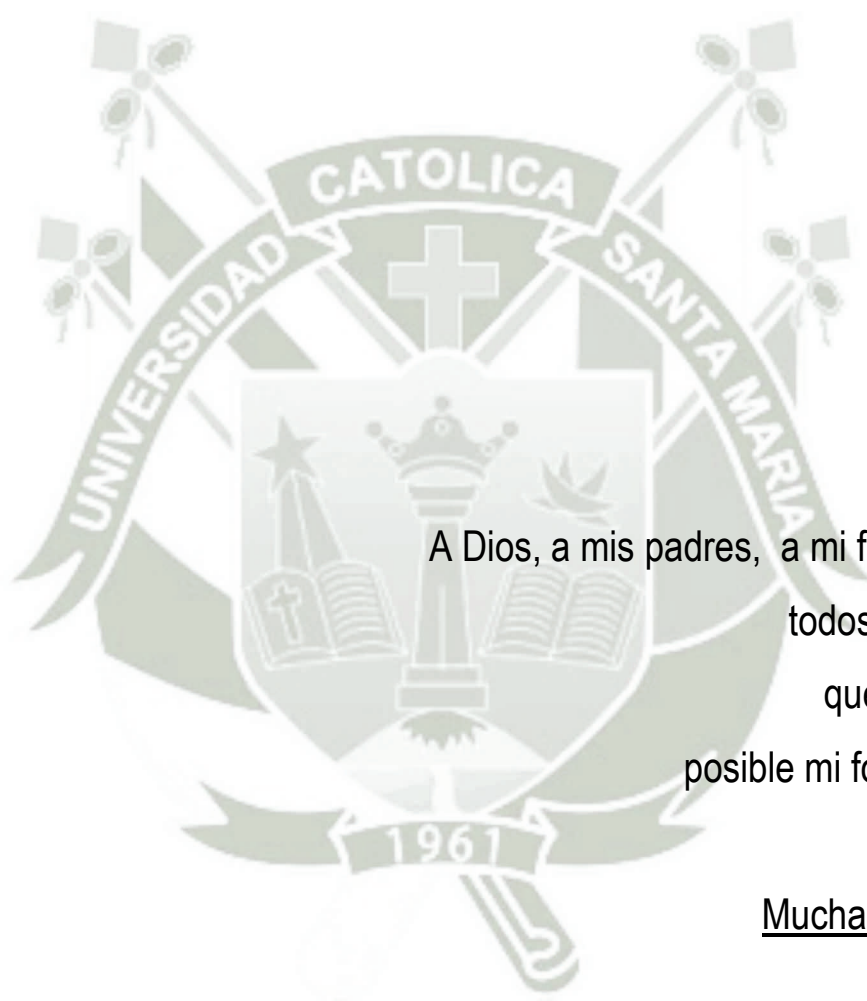 CATOLICA
UNIVERSIDAD
SANTA MARIA
A Dios, a mis padres, a mi f
todos
que
posible mi fo
1961
Mucha